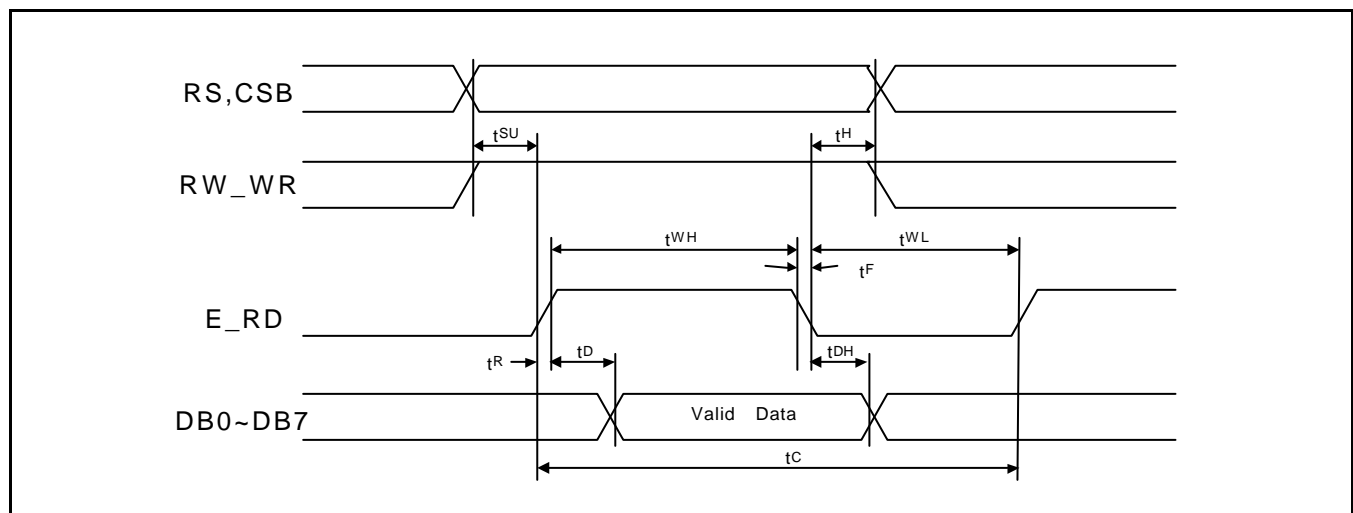 RS,CSB
tSU
tH
RW_WR
tWH
tWL
tF
E_RD
tR
tD
tDH
DB0~DB7
Valid Data
tC